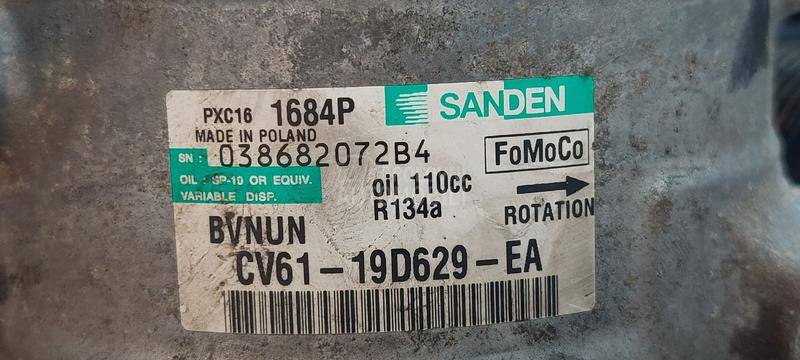 PXC16 1684P SANDEN
MADE IN POLAND
SN : 038682072B4 FoMoCo
OIL : SP-10 OR EQUIV.
VARIABLE DISP.
oil 110cc
R134a
ROTATION
BVNUN
CV61-19D629-EA